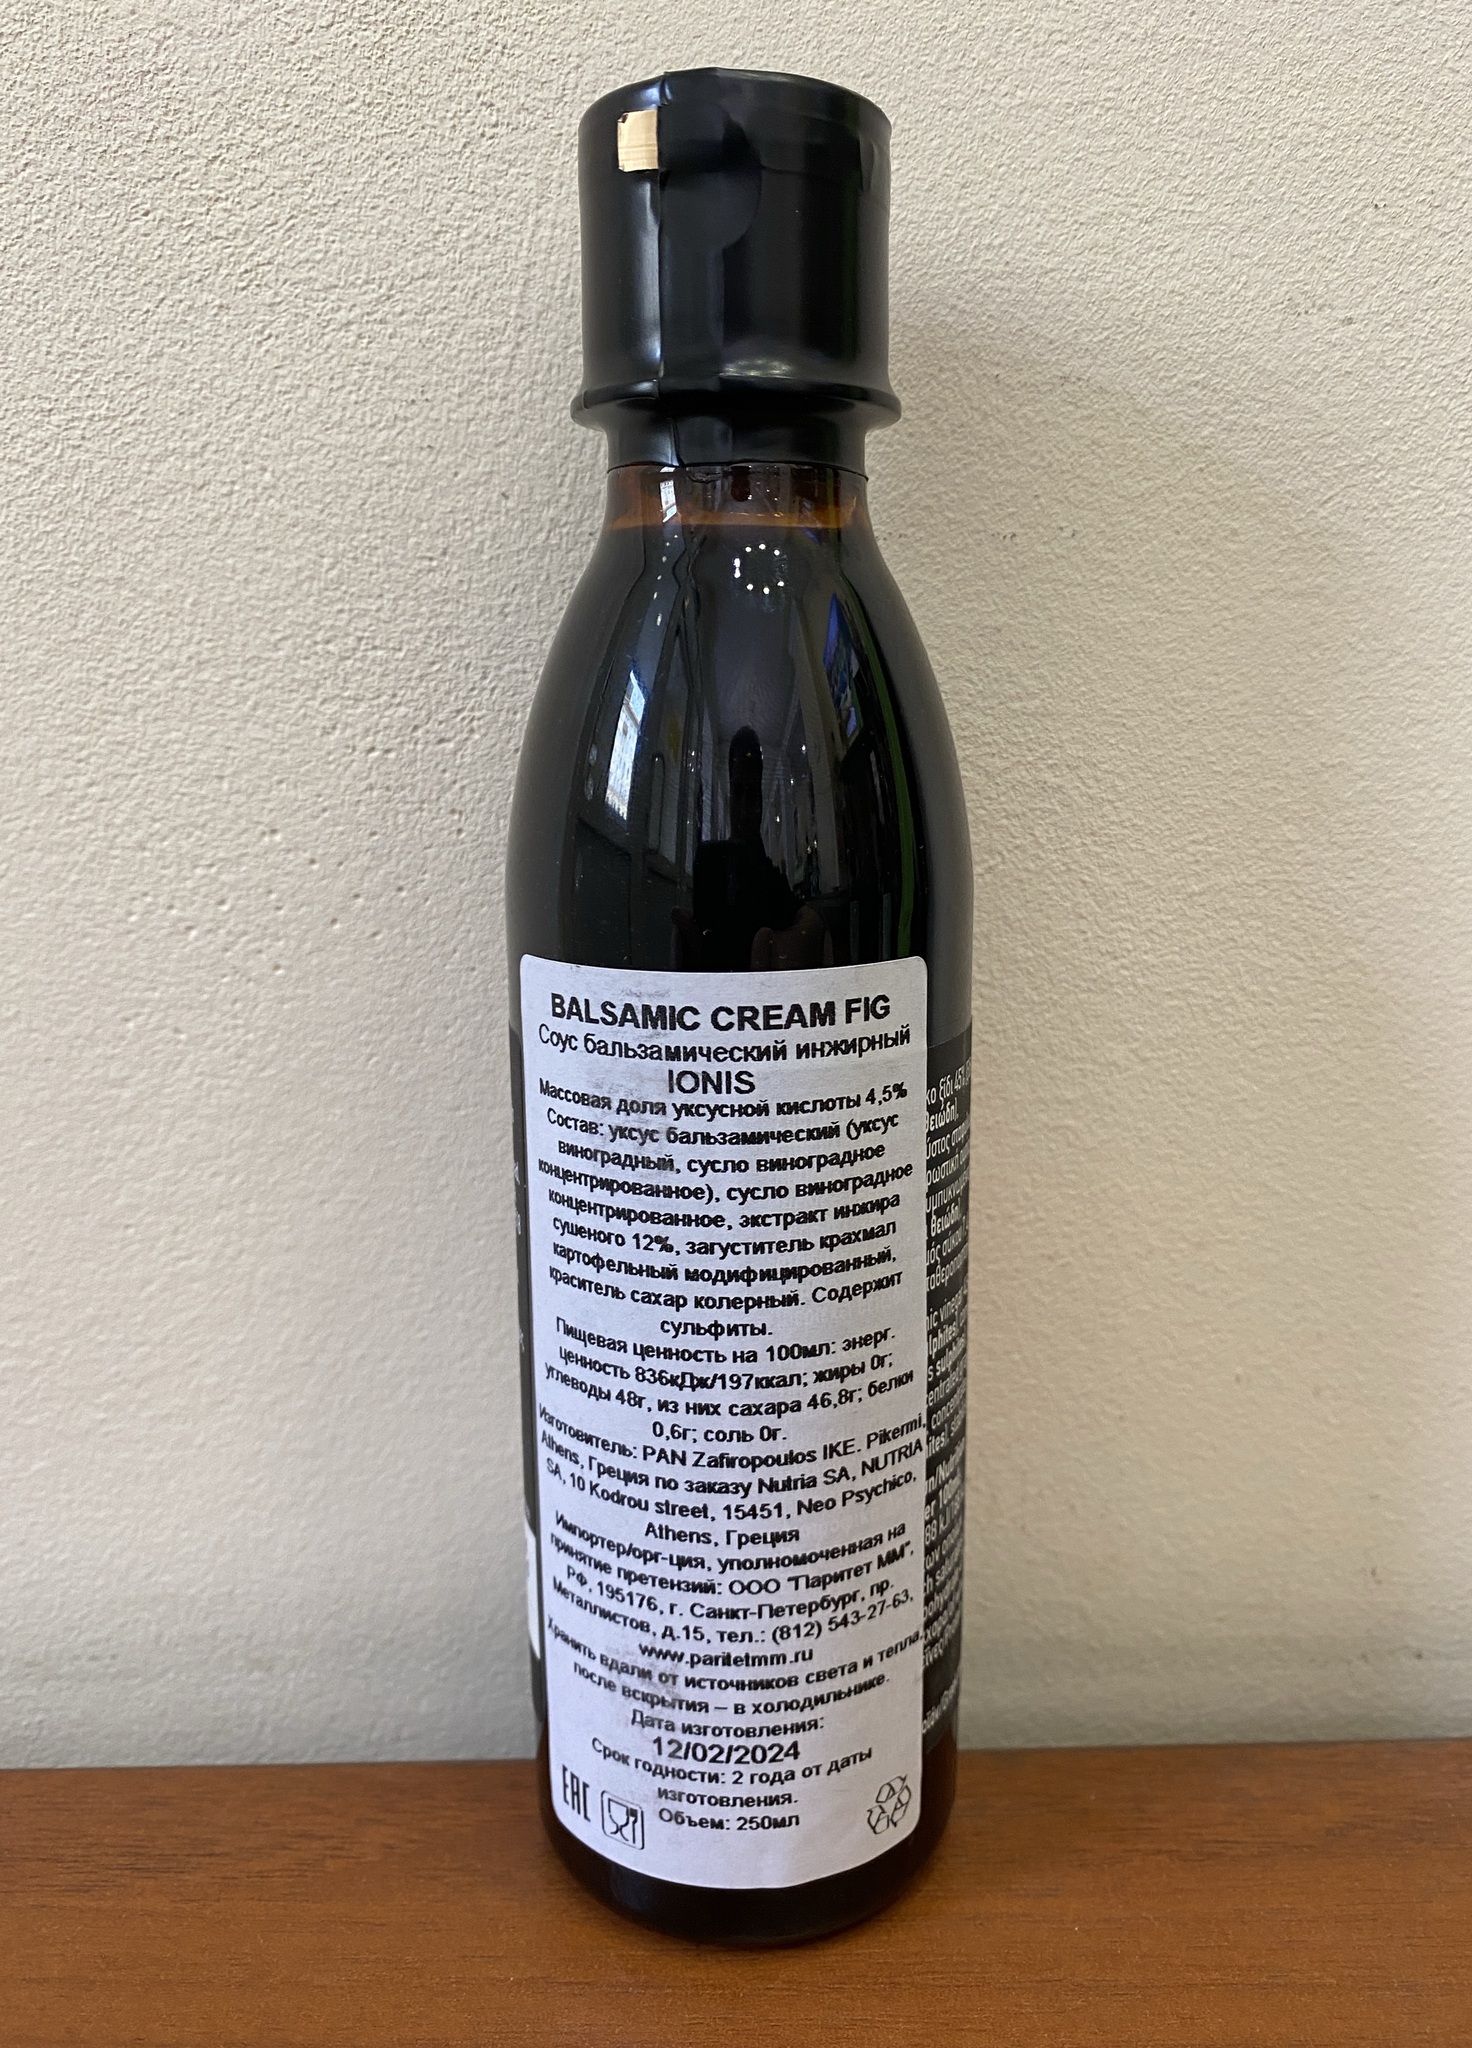 BALSAMIC CREAM FIG
Соус бальзамический инжирный
IONIS
Массовая доля уксусной кислоты 4,5%
Состав: уксус бальзамический (уксус
виноградный, сусло виноградное
концентрированное), сусло виноградное
концентрированное, экстракт инжира
сушеного 12%, загуститель крахмал
картофельный модифицированный,
краситель сахар колерный. Содержит
сульфиты.
Пищевая ценность на 100мл: энерг.
ценность 836кДж/197ккал; жиры 0г;
углеводы 48г, из них сахара 46,8г; белки
0,6г; соль 0г.
Изготовитель: PAN Zafiropoulos IKE. Pikermi,
Athens, Греция по заказу Nutria SA, NUTRIA
SA, 10 Kodrou street, 15451, Neo Psychico,
Athens, Греция
Импортер/орг-ция, уполномоченная на
принятие претензий: ООО "Паритет ММ",
РФ, 195176, г. Санкт-Петербург, пр.
Металлистов, д.15, тел.: (812) 543-27-63,
www.paritetmm.ru
Хранить вдали от источников света и тепла,
после вскрытия – в холодильнике.
Дата изготовления:
12/02/2024
Срок годности: 2 года от даты
изготовления.
Объем: 250мл
EAC
ξίδι 45%